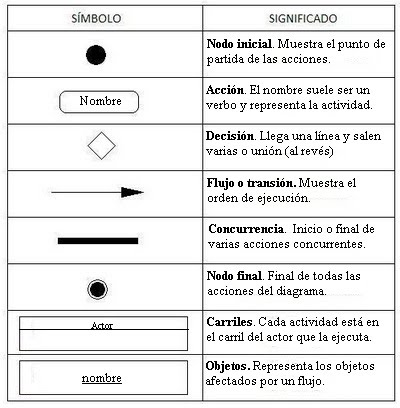 SÍMBOLO
SIGNIFICADO
Nodo inicial. Muestra el punto de
partida de las acciones.
Nombre
Acción. El nombre suele ser un
verbo y representa la actividad.
Decisión. Llega una línea y salen
varias o unión (al revés)
Flujo o transión. Muestra el
orden de ejecución.
Concurrencia. Inicio o final de
varias acciones concurrentes.
Nodo final. Final de todas las
acciones del diagrama.
Actor
Carriles. Cada actividad está en
el carril del actor que la ejecuta.
nombre
Objetos. Representa los objetos
afectados por un flujo.